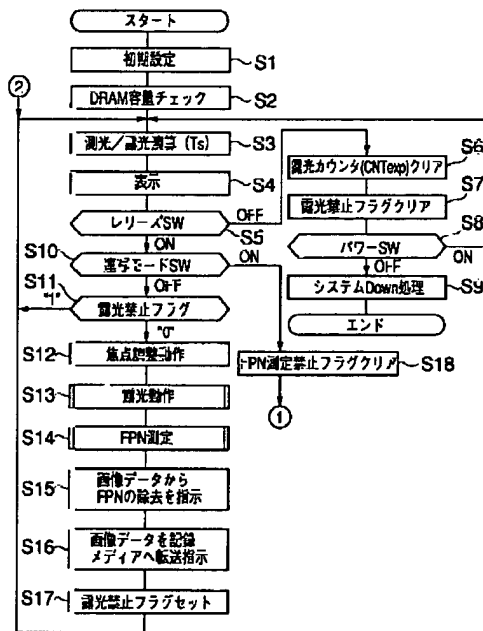 スタート
初期設定
S1
②
DRAM容量チェック
S2
測光／露光演算 (Ts)
S3
表示
S4
レリーズSW
OFF
S5
ON
S10
連写モードSW
ON
OFF
S11
"1"
露光禁止フラグ
"0"
S12
焦点調整動作
S13
露光動作
S14
FPN測定
S15
画像データから
FPNの除去を指示
S16
画像データを記録
メディアへ転送指示
S17
露光禁止フラグセット
露光カウンタ(CNTexp)クリア
S6
露光禁止フラグクリア
S7
パワーSW
S8
ON
OFF
システムDown処理
S9
エンド
FPN測定禁止フラグクリア
S18
①